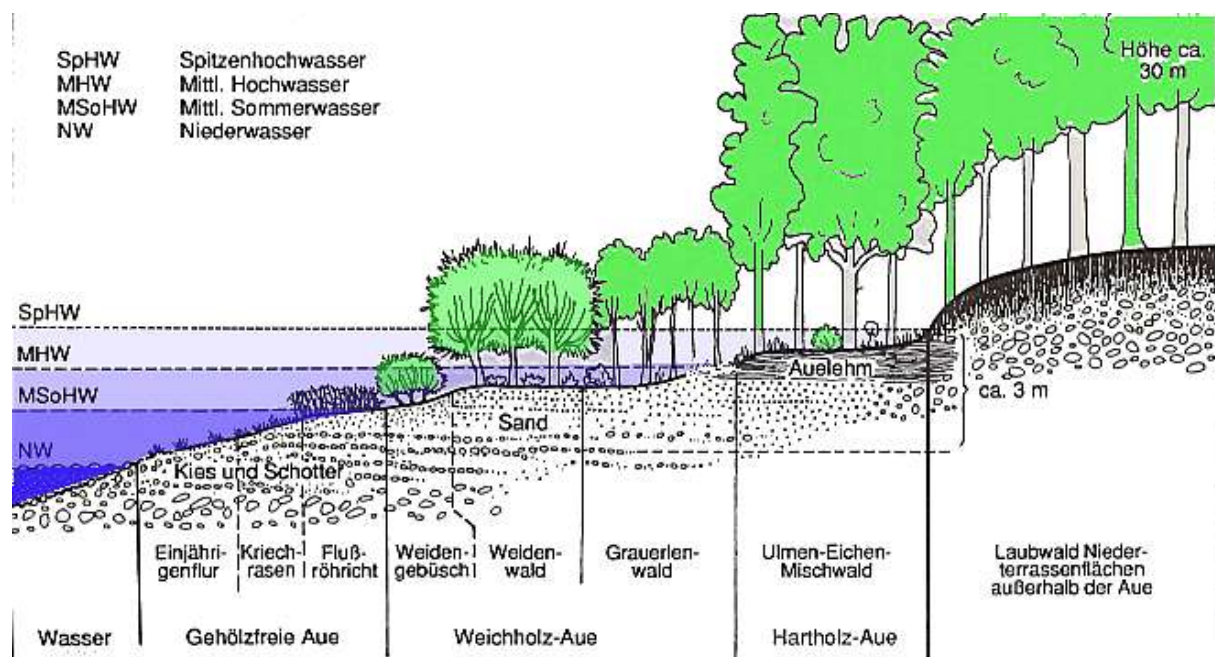 SpHW Spitzenhochwasser
MHW Mittl. Hochwasser
MSoHW Mittl. Sommerwasser
NW Niederwasser
Höhe ca.
30 m
SpHW
MHW
MSoHW
NW
Auelehm
ca. 3 m
Sand
Kies und Schotter
Einjähri-
genflur
Kriech-
rasen
Fluß-
röhricht
Weiden-
gebüsch
Weiden-
wald
Grauerlen-
wald
Ulmen-Eichen-
Mischwald
Laubwald Nieder-
terrassenflächen
außerhalb der Aue
Wasser
Gehölzfreie Aue
Weichholz-Aue
Hartholz-Aue